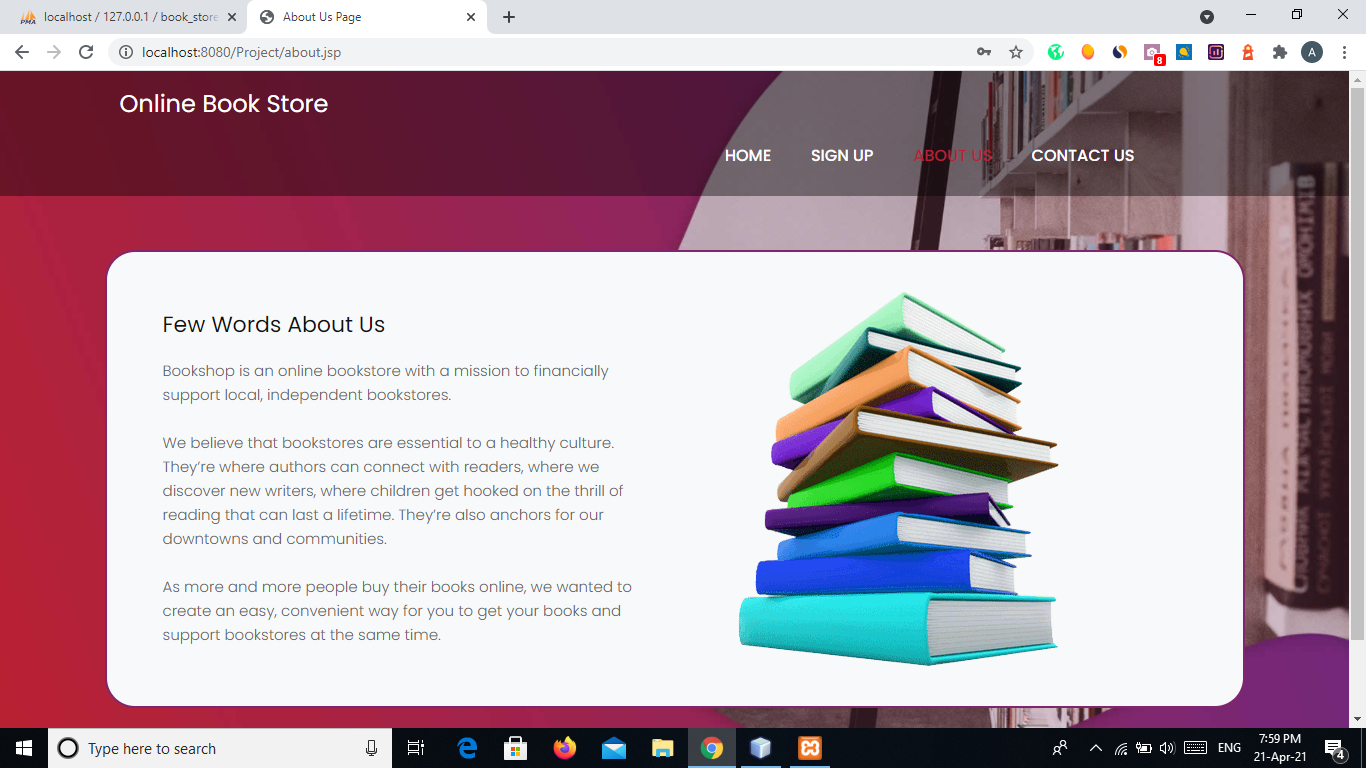 localhost / 127.0.0.1 / book_store
About Us Page
localhost:8080/Project/about.jsp
A
8
Online Book Store
HOME SIGN UP ABOUT US CONTACT US
Few Words About Us
Bookshop is an online bookstore with a mission to financially
support local, independent bookstores.
We believe that bookstores are essential to a healthy culture.
They’re where authors can connect with readers, where we
discover new writers, where children get hooked on the thrill of
reading that can last a lifetime. They’re also anchors for our
downtowns and communities.
As more and more people buy their books online, we wanted to
create an easy, convenient way for you to get your books and
support bookstores at the same time.
Type here to search
ENG
7:59 PM
21-Apr-21
4